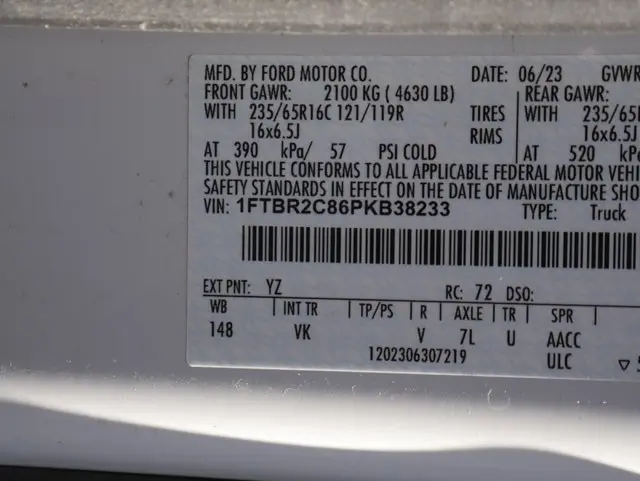 MFD. BY FORD MOTOR CO. DATE: 06/23 GVWR
FRONT GAWR: 2100 KG ( 4630 LB) REAR GAWR:
WITH 235/65R16C 121/119R TIRES WITH 235/65
16x6.5J RIMS 16x6.5J
AT 390 kPa/ 57 PSI COLD AT 520 kPa
THIS VEHICLE CONFORMS TO ALL APPLICABLE FEDERAL MOTOR VEHI
SAFETY STANDARDS IN EFFECT ON THE DATE OF MANUFACTURE SHO
VIN: 1FTBR2C86PKB38233 TYPE: Truck
EXT PNT: YZ RC: 72 DSO:
WB INT TR TP/PS R AXLE TR SPR
148 VK V 7L U AACC
1202306307219 ULC